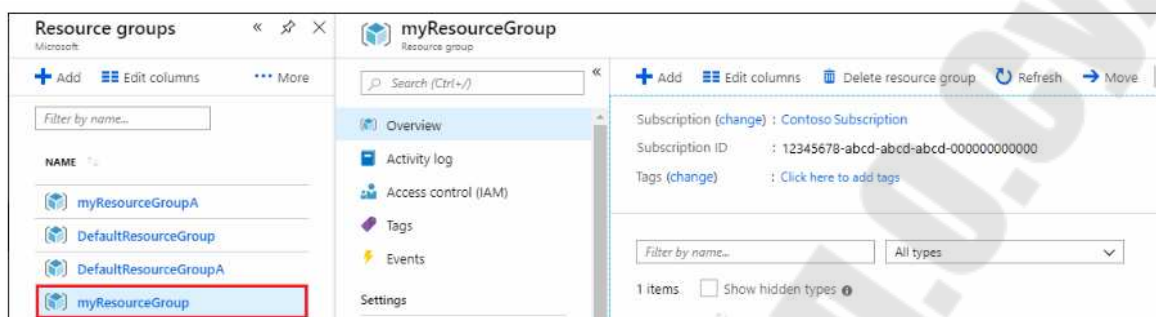 Resource groups
Microsoft
Add Edit columns More
Filter by name...
NAME
myResourceGroupA
DefaultResourceGroup
DefaultResourceGroupA
myResourceGroup
myResourceGroup
Resource group
Search (Ctrl+/)
Overview
Activity log
Access control (IAM)
Tags
Events
Settings
Add Edit columns Delete resource group Refresh Move
Subscription (change) : Contoso Subscription
Subscription ID : 12345678-abcd-abcd-abcd-000000000000
Tags (change) : Click here to add tags
Filter by name... All types
1 items Show hidden types